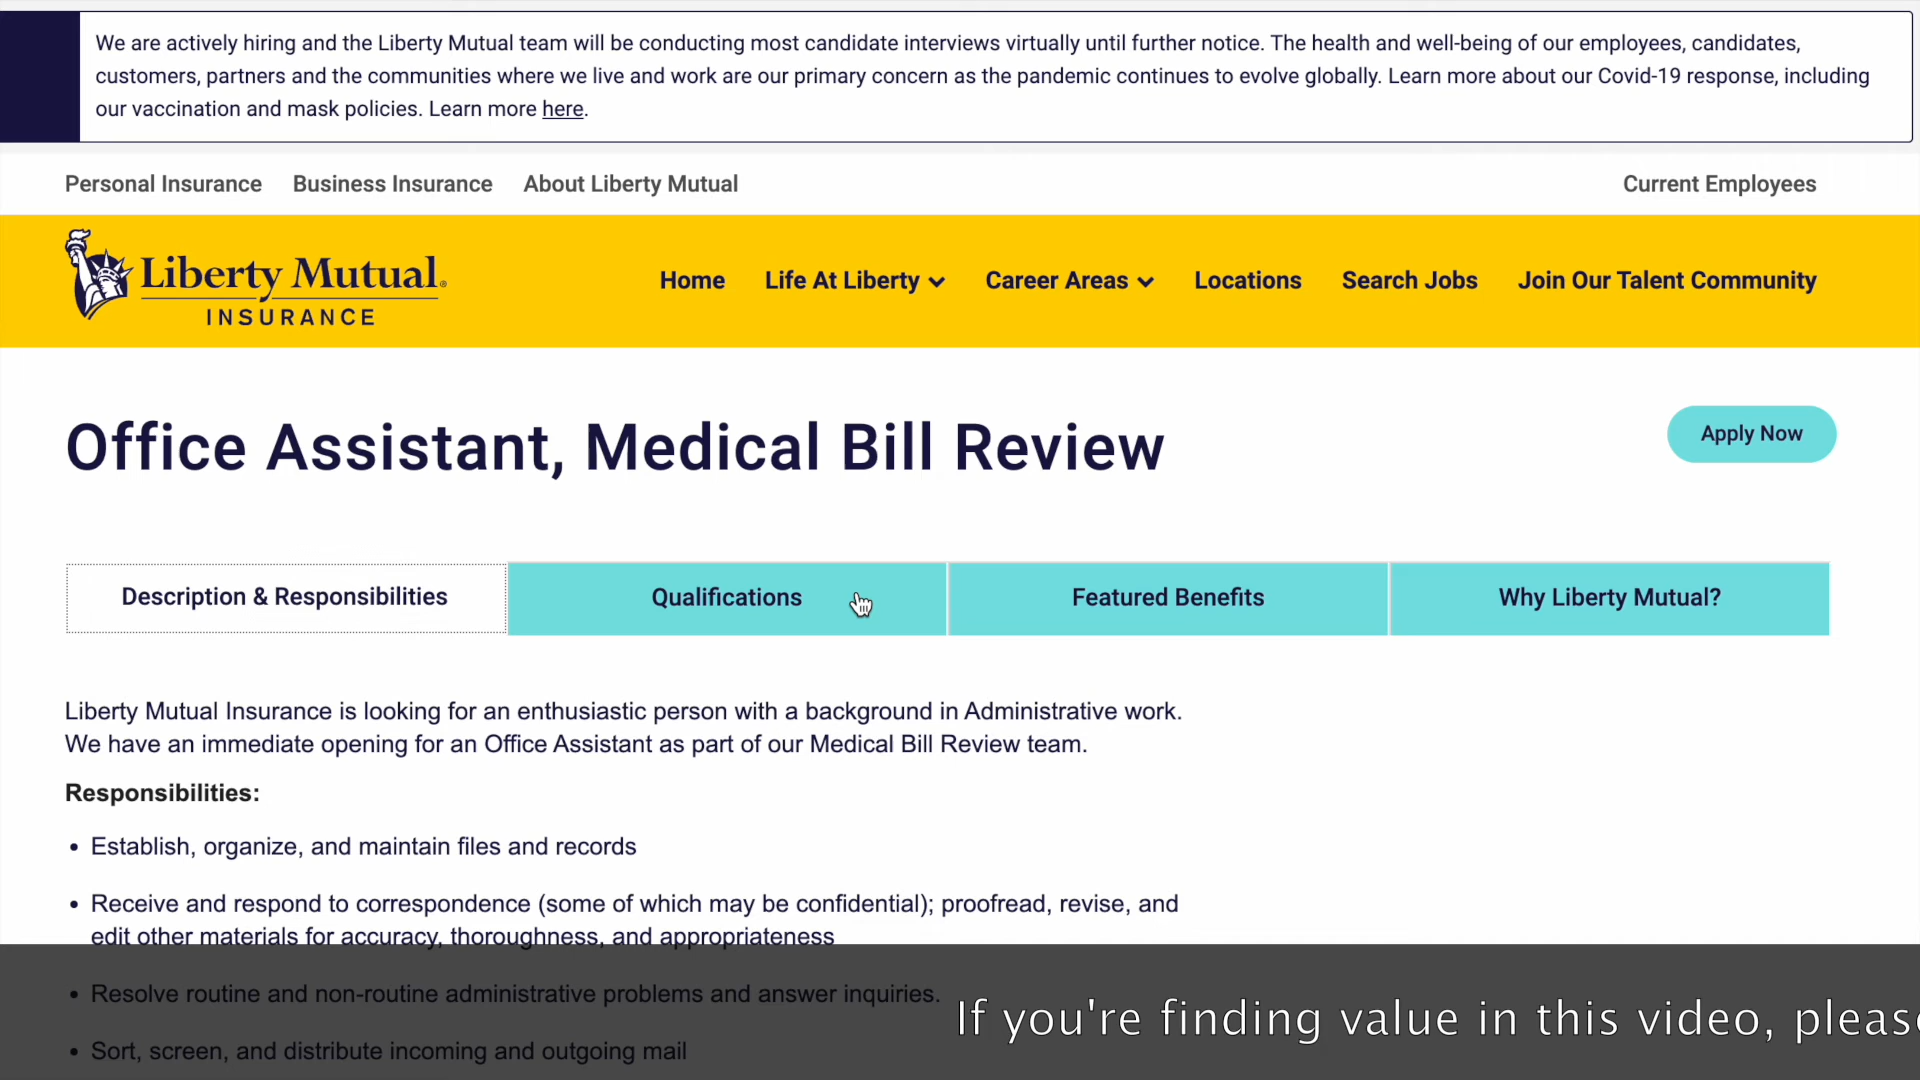 We are actively hiring and the Liberty Mutual team will be conducting most candidate interviews virtually until further notice. The health and well-being of our employees, candidates,
customers, partners and the communities where we live and work are our primary concern as the pandemic continues to evolve globally. Learn more about our Covid-19 response, including
our vaccination and mask policies. Learn more here.
Personal Insurance Business Insurance About Liberty Mutual Current Employees
Liberty Mutual®
INSURANCE
Home Life At Liberty Career Areas Locations Search Jobs Join Our Talent Community
Office Assistant, Medical Bill Review
Apply Now
Description & Responsibilities Qualifications Featured Benefits Why Liberty Mutual?
Liberty Mutual Insurance is looking for an enthusiastic person with a background in Administrative work.
We have an immediate opening for an Office Assistant as part of our Medical Bill Review team.
Responsibilities:
• Establish, organize, and maintain files and records
• Receive and respond to correspondence (some of which may be confidential); proofread, revise, and
edit other materials for accuracy, thoroughness, and appropriateness
• Resolve routine and non-routine administrative problems and answer inquiries.
If you're finding value in this video, please
• Sort, screen, and distribute incoming and outgoing mail